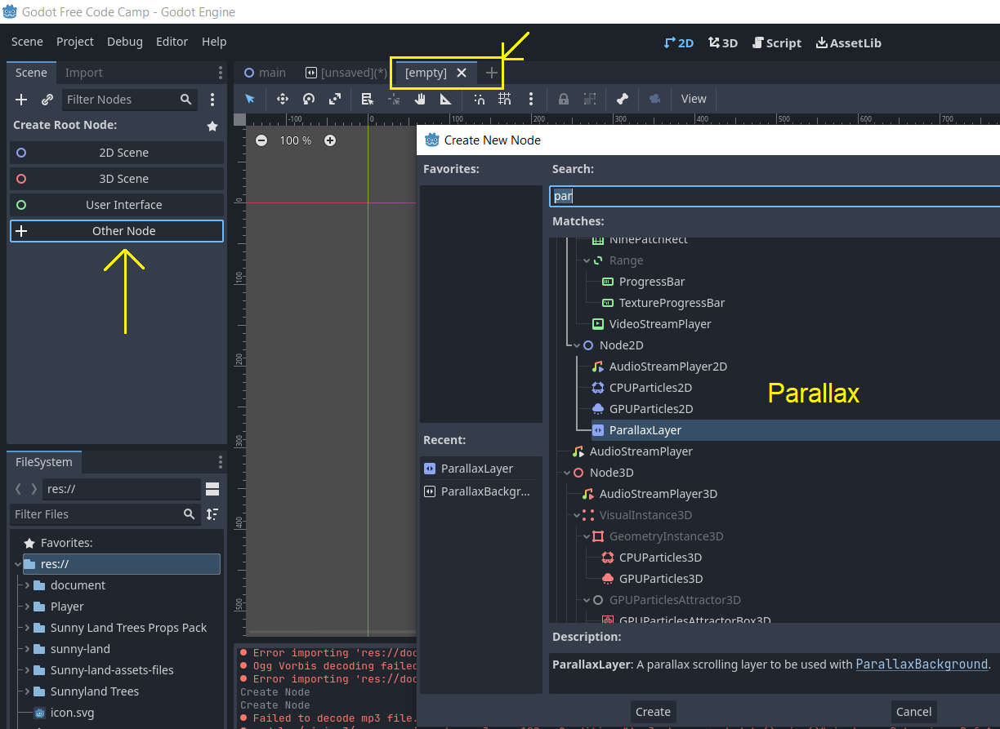 Godot Free Code Camp - Godot Engine
Scene Project Debug Editor Help
2D 3D Script AssetLib
Scene Import
main [unsaved](*) [empty]
Filter Nodes
View
Create Root Node:
2D Scene
3D Scene
User Interface
Other Node
-100 0 100 200 300 400 500 600 700
100 %
0
100
200
300
400
500
Create New Node
Favorites:
Search:
par
Matches:
NinePatchRect
Range
ProgressBar
TextureProgressBar
VideoStreamPlayer
Node2D
AudioStreamPlayer2D
CPUParticles2D
GPUParticles2D
ParallaxLayer
AudioStreamPlayer
Node3D
AudioStreamPlayer3D
VisualInstance3D
GeometryInstance3D
CPUParticles3D
GPUParticles3D
GPUParticlesAttractor3D
GPUParticlesAttractorBox3D
Parallax
Recent:
ParallaxLayer
ParallaxBackgr...
Description:
ParallaxLayer: A parallax scrolling layer to be used with ParallaxBackground.
Create
Cancel
FileSystem
res://
Filter Files
Favorites:
res://
document
Player
Sunny Land Trees Props Pack
sunny-land
Sunny-land-assets-files
Sunnyland Trees
icon.svg
Error importing 'res://doc
Ogg Vorbis decoding failed
Error importing 'res://doc
Create Node
Create Node
Failed to decode mp3 file.